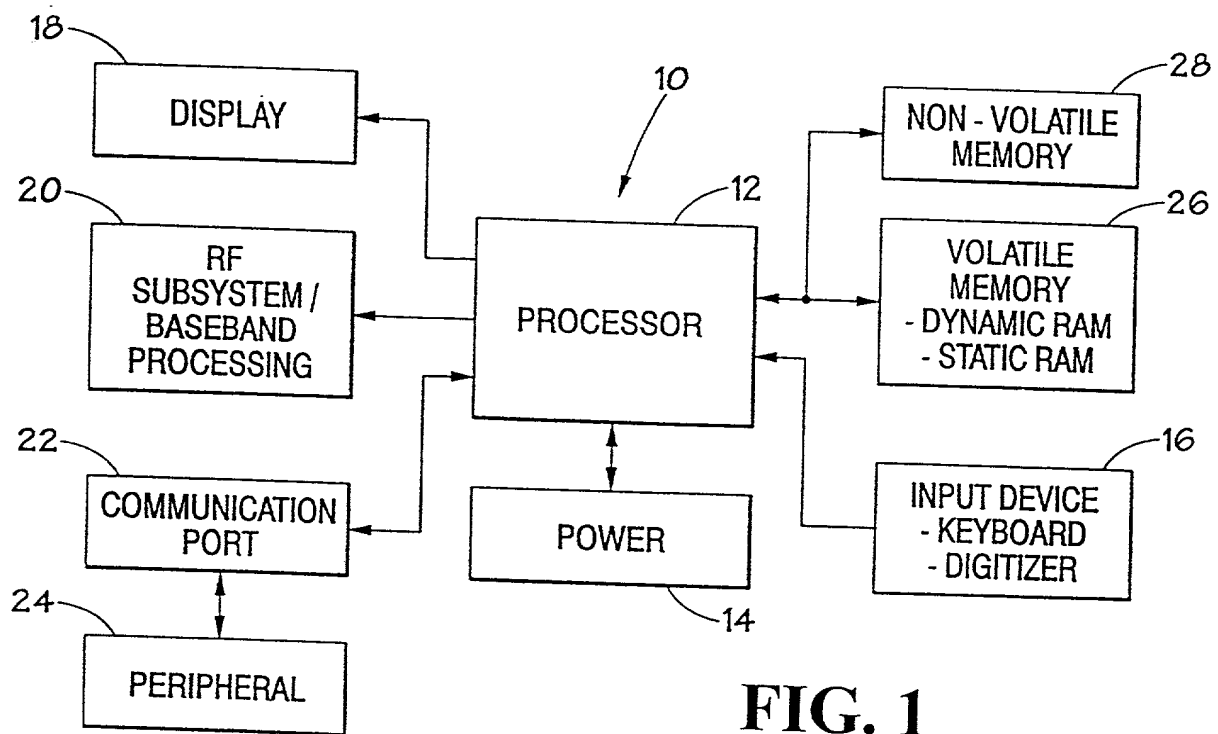 18
DISPLAY
10
28
NON - VOLATILE
MEMORY
20
RF
SUBSYSTEM /
BASEBAND
PROCESSING
12
PROCESSOR
26
VOLATILE
MEMORY
- DYNAMIC RAM
- STATIC RAM
22
COMMUNICATION
PORT
POWER
14
16
INPUT DEVICE
- KEYBOARD
- DIGITIZER
24
PERIPHERAL
FIG. 1